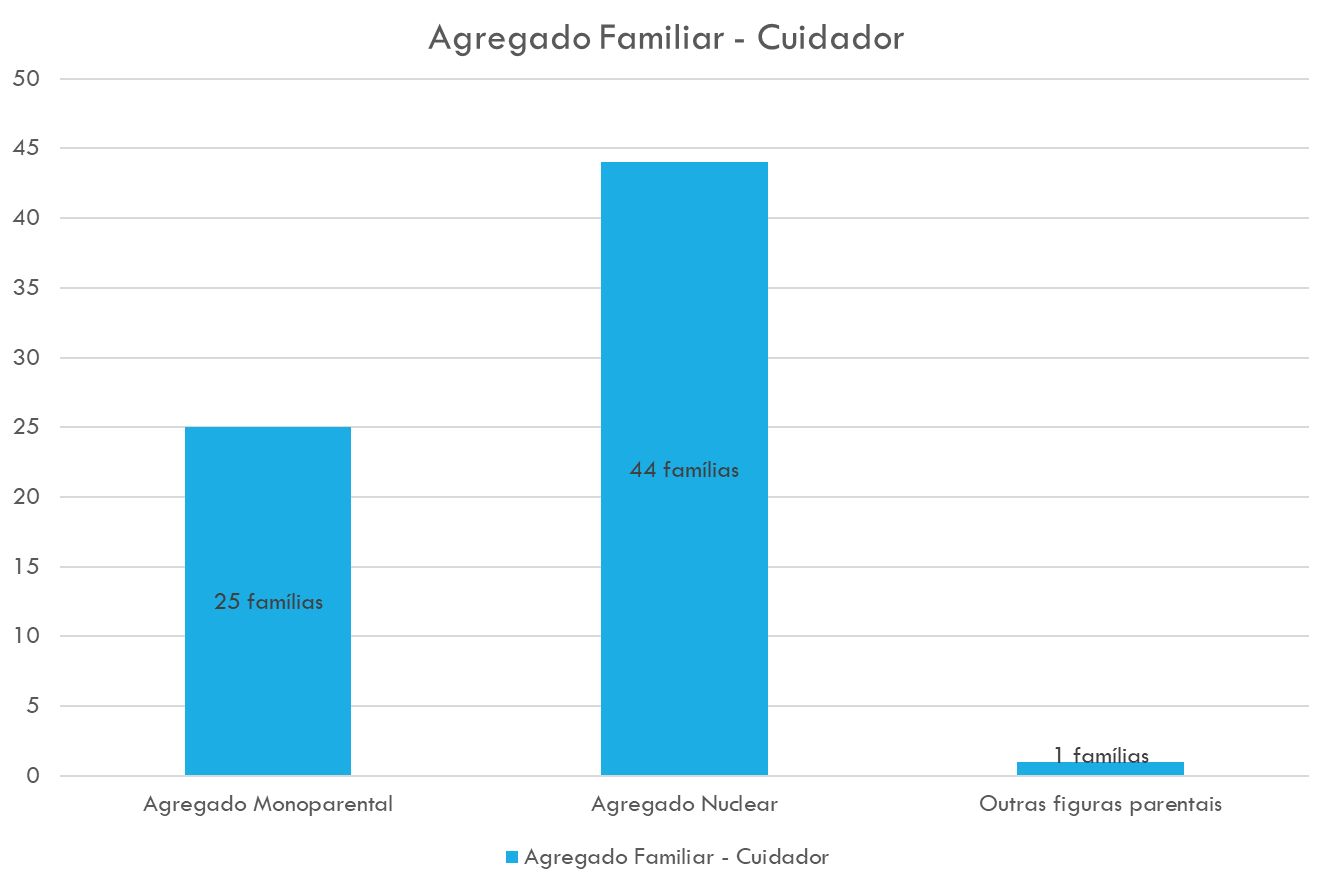 Agregado Familiar - Cuidador
50
45
40
35
30
25
20
15
10
5
0
25 famílias
44 famílias
1 famílias
Agregado Monoparental
Agregado Nuclear
Outras figuras parentais
Agregado Familiar - Cuidador